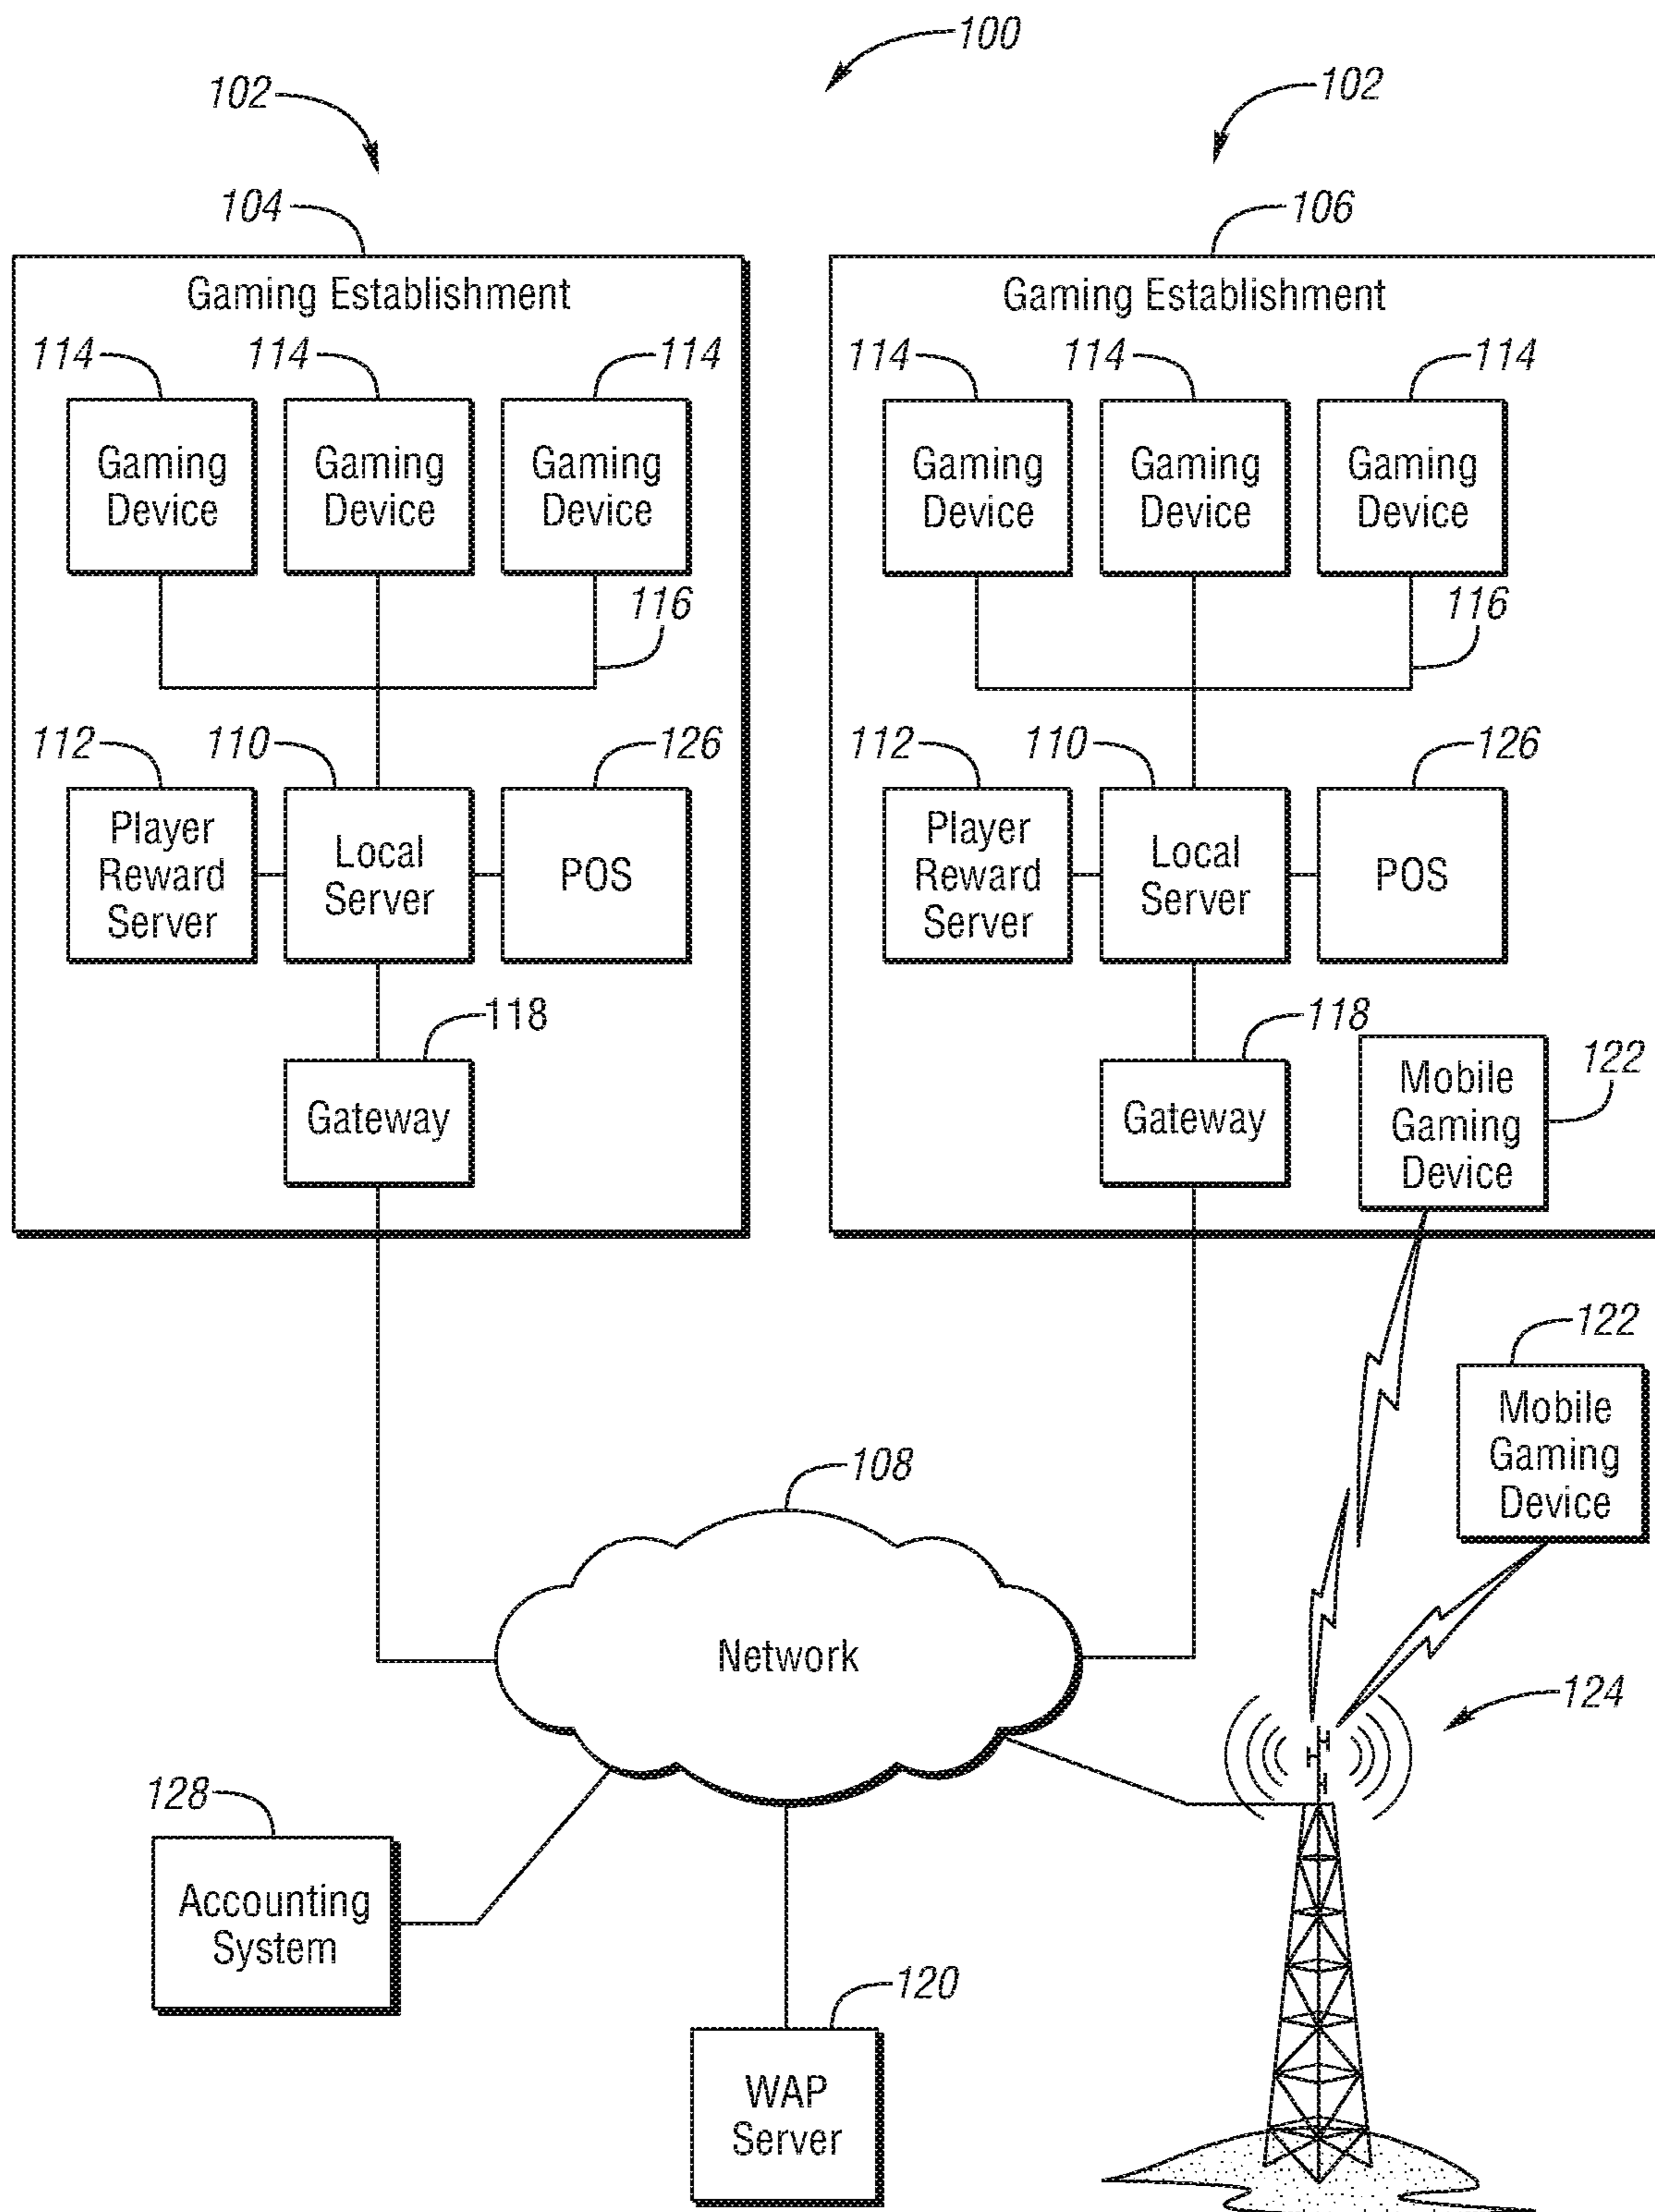 100
102
102
104
106
Gaming Establishment
Gaming Establishment
114
114
114
114
114
114
Gaming
Device
Gaming
Device
Gaming
Device
Gaming
Device
Gaming
Device
Gaming
Device
116
116
112
110
126
112
110
126
Player
Reward
Server
Local
Server
POS
Player
Reward
Server
Local
Server
POS
118
118
122
Gateway
Gateway
Mobile
Gaming
Device
122
Mobile
Gaming
Device
108
Network
124
128
Accounting
System
120
WAP
Server